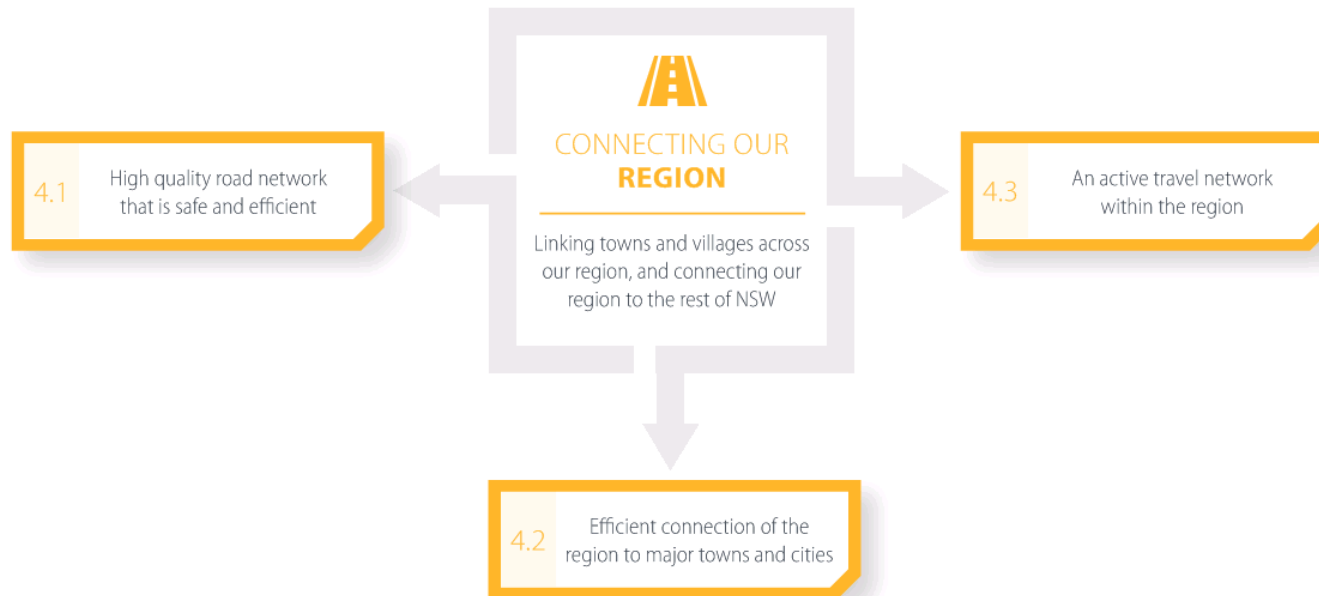 CONNECTING OUR
REGION
Linking towns and villages across
our region, and connecting our
region to the rest of NSW
4.1
High quality road network
that is safe and efficient
4.2
Efficient connection of the
region to major towns and cities
4.3
An active travel network
within the region